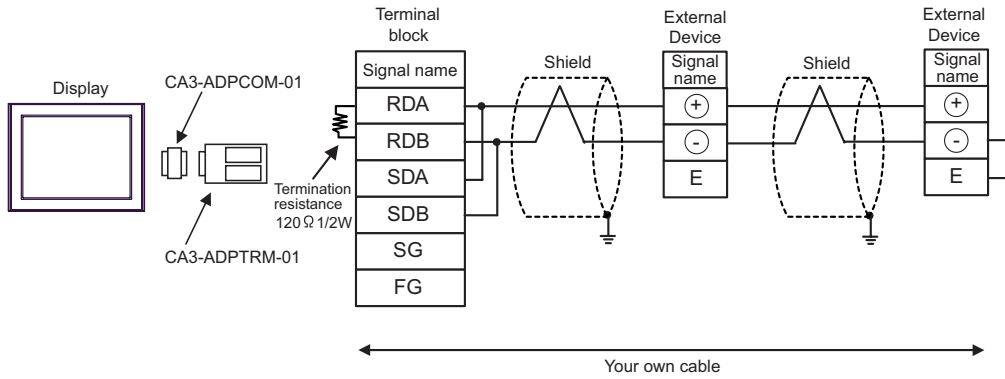 Display
CA3-ADPCOM-01
CA3-ADPTRM-01
Termination
resistance
120Ω 1/2W
Terminal
block
Signal name
RDA
RDB
SDA
SDB
SG
FG
Shield
External
Device
Signal
name
+
-
E
Shield
External
Device
Signal
name
+
-
E
Your own cable